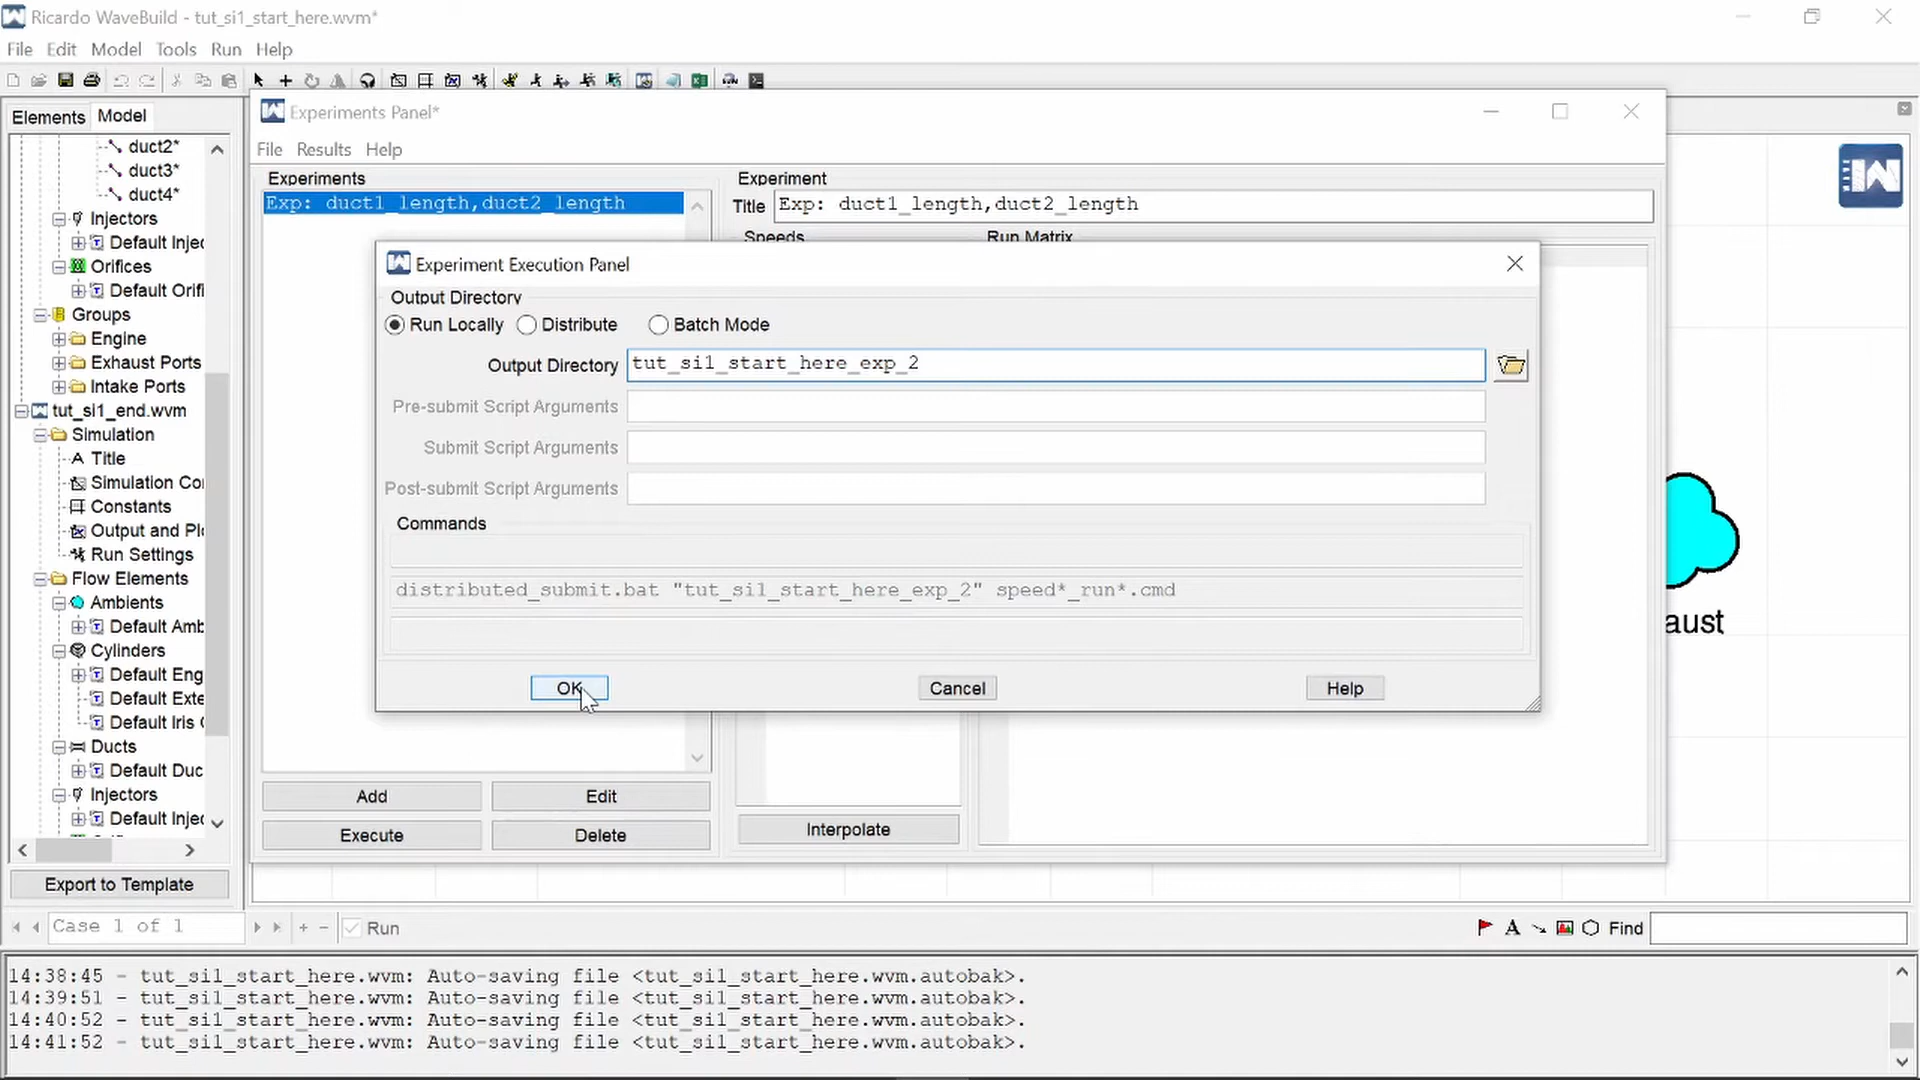 Ricardo WaveBuild - tut_si1_start_here.wvm*
File Edit Model Tools Run Help
Elements Model
Experiments Panel*
File Results Help
duct2*
duct3*
duct4*
Injectors
Default Injec
Orifices
Default Orifi
Groups
Engine
Exhaust Ports
Intake Ports
tut_si1_end.wvm
Simulation
Title
Simulation Co
Constants
Output and Plo
Run Settings
Flow Elements
Ambients
Default Amb
Cylinders
Default Eng
Default Exte
Default Iris
Ducts
Default Duc
Injectors
Default Injec
Export to Template
Experiments
Exp: duct1_length,duct2_length
Experiment
Title Exp: duct1_length,duct2_length
Speeds Run Matrix
Experiment Execution Panel
Output Directory
Run Locally Distribute Batch Mode
Output Directory tut_si1_start_here_exp_2
Pre-submit Script Arguments
Submit Script Arguments
Post-submit Script Arguments
Commands
distributed_submit.bat "tut_si1_start_here_exp_2" speed*_run*.cmd
OK Cancel Help
Add Edit
Execute Delete
Interpolate
aust
Case 1 of 1 Run Find
14:38:45 - tut_si1_start_here.wvm: Auto-saving file <tut_si1_start_here.wvm.autobak>.
14:39:51 - tut_si1_start_here.wvm: Auto-saving file <tut_si1_start_here.wvm.autobak>.
14:40:52 - tut_si1_start_here.wvm: Auto-saving file <tut_si1_start_here.wvm.autobak>.
14:41:52 - tut_si1_start_here.wvm: Auto-saving file <tut_si1_start_here.wvm.autobak>.